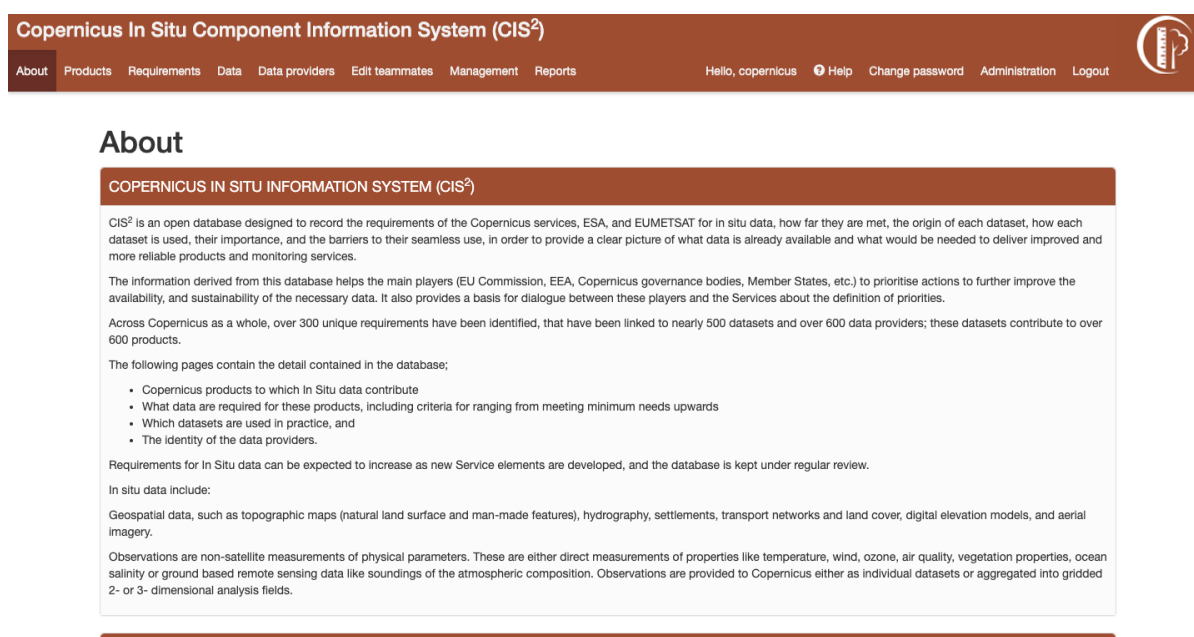 Copernicus In Situ Component Information System (CIS²)
About Products Requirements Data Data providers Edit teammates Management Reports Hello, copernicus Help Change password Administration Logout
About
COPERNICUS IN SITU INFORMATION SYSTEM (CIS²)
CIS² is an open database designed to record the requirements of the Copernicus services, ESA, and EUMETSAT for in situ data, how far they are met, the origin of each dataset, how each
dataset is used, their importance, and the barriers to their seamless use, in order to provide a clear picture of what data is already available and what would be needed to deliver improved and
more reliable products and monitoring services.
The information derived from this database helps the main players (EU Commission, EEA, Copernicus governance bodies, Member States, etc.) to prioritise actions to further improve the
availability, and sustainability of the necessary data. It also provides a basis for dialogue between these players and the Services about the definition of priorities.
Across Copernicus as a whole, over 300 unique requirements have been identified, that have been linked to nearly 500 datasets and over 600 data providers; these datasets contribute to over
600 products.
The following pages contain the detail contained in the database;
• Copernicus products to which In Situ data contribute
• What data are required for these products, including criteria for ranging from meeting minimum needs upwards
• Which datasets are used in practice, and
• The identity of the data providers.
Requirements for In Situ data can be expected to increase as new Service elements are developed, and the database is kept under regular review.
In situ data include:
Geospatial data, such as topographic maps (natural land surface and man-made features), hydrography, settlements, transport networks and land cover, digital elevation models, and aerial
imagery.
Observations are non-satellite measurements of physical parameters. These are either direct measurements of properties like temperature, wind, ozone, air quality, vegetation properties, ocean
salinity or ground based remote sensing data like soundings of the atmospheric composition. Observations are provided to Copernicus either as individual datasets or aggregated into gridded
2- or 3- dimensional analysis fields.